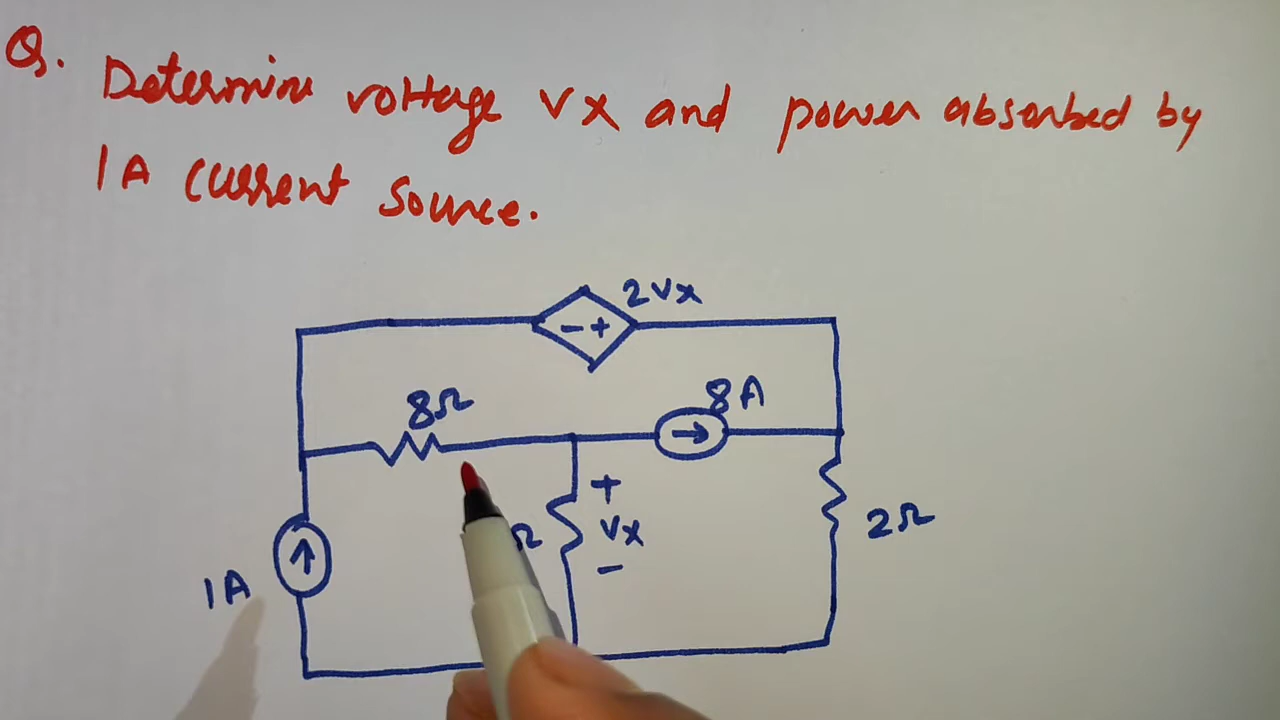 Q. Determine voltage Vx and power absorbed by
1A current source.
2Vx
- +
8Ω
8A
+
Vx
-
Ω
2Ω
1A